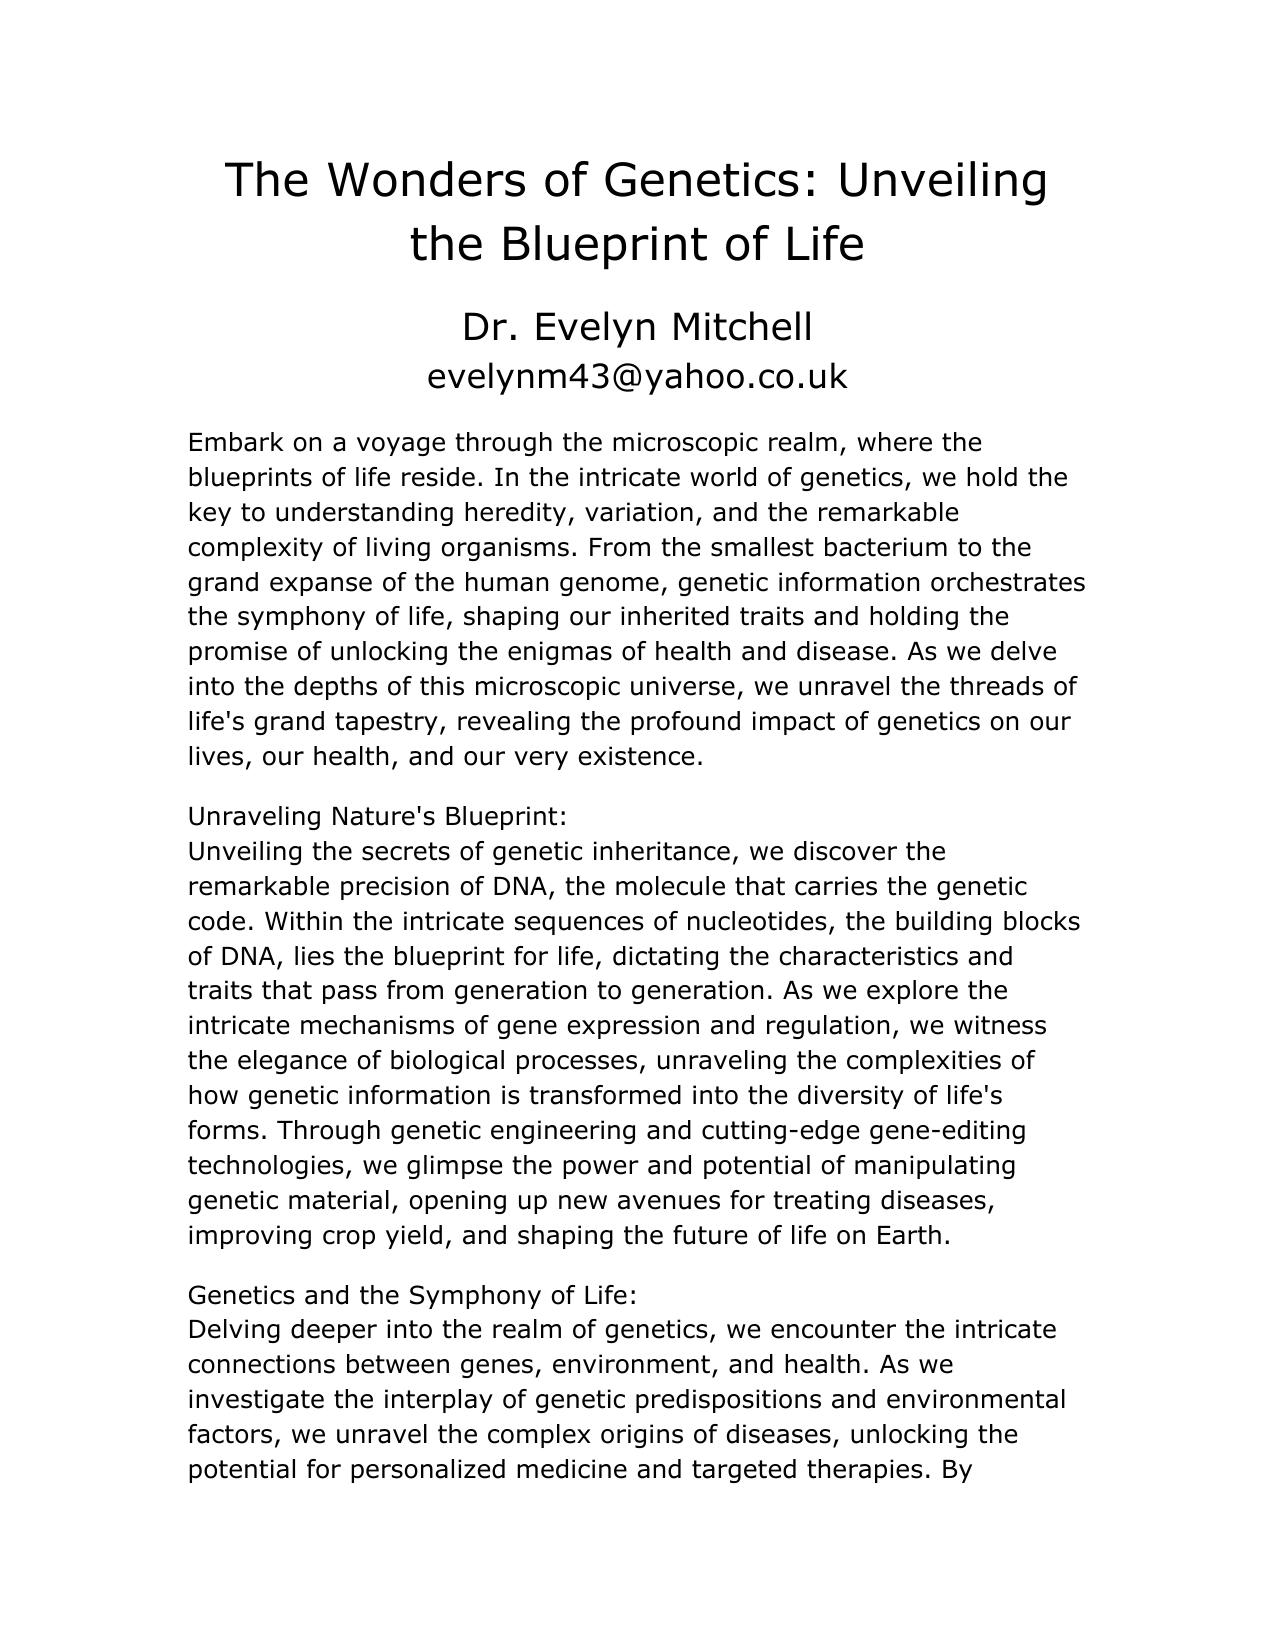 The Wonders of Genetics: Unveiling
the Blueprint of Life
Dr. Evelyn Mitchell
evelynm43@yahoo.co.uk
Embark on a voyage through the microscopic realm, where the
blueprints of life reside. In the intricate world of genetics, we hold the
key to understanding heredity, variation, and the remarkable
complexity of living organisms. From the smallest bacterium to the
grand expanse of the human genome, genetic information orchestrates
the symphony of life, shaping our inherited traits and holding the
promise of unlocking the enigmas of health and disease. As we delve
into the depths of this microscopic universe, we unravel the threads of
life's grand tapestry, revealing the profound impact of genetics on our
lives, our health, and our very existence.
Unraveling Nature's Blueprint:
Unveiling the secrets of genetic inheritance, we discover the
remarkable precision of DNA, the molecule that carries the genetic
code. Within the intricate sequences of nucleotides, the building blocks
of DNA, lies the blueprint for life, dictating the characteristics and
traits that pass from generation to generation. As we explore the
intricate mechanisms of gene expression and regulation, we witness
the elegance of biological processes, unraveling the complexities of
how genetic information is transformed into the diversity of life's
forms. Through genetic engineering and cutting-edge gene-editing
technologies, we glimpse the power and potential of manipulating
genetic material, opening up new avenues for treating diseases,
improving crop yield, and shaping the future of life on Earth.
Genetics and the Symphony of Life:
Delving deeper into the realm of genetics, we encounter the intricate
connections between genes, environment, and health. As we
investigate the interplay of genetic predispositions and environmental
factors, we unravel the complex origins of diseases, unlocking the
potential for personalized medicine and targeted therapies. By